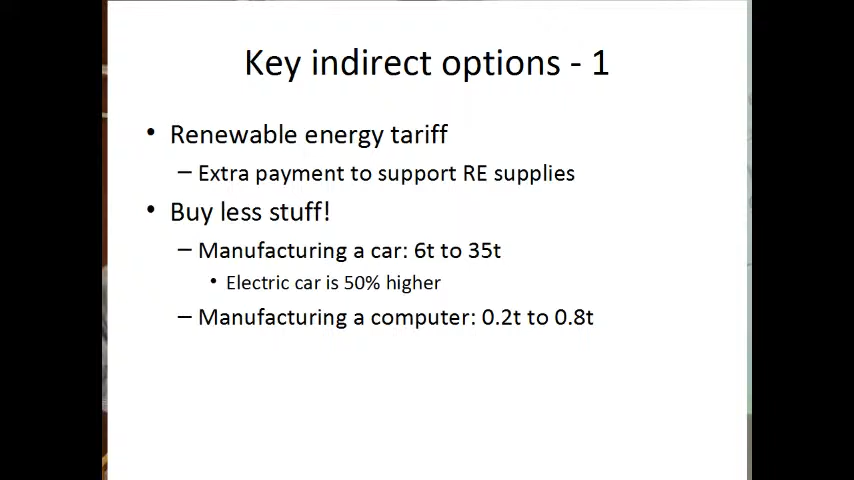 Key indirect options - 1
• Renewable energy tariff
– Extra payment to support RE supplies
• Buy less stuff!
– Manufacturing a car: 6t to 35t
• Electric car is 50% higher
– Manufacturing a computer: 0.2t to 0.8t